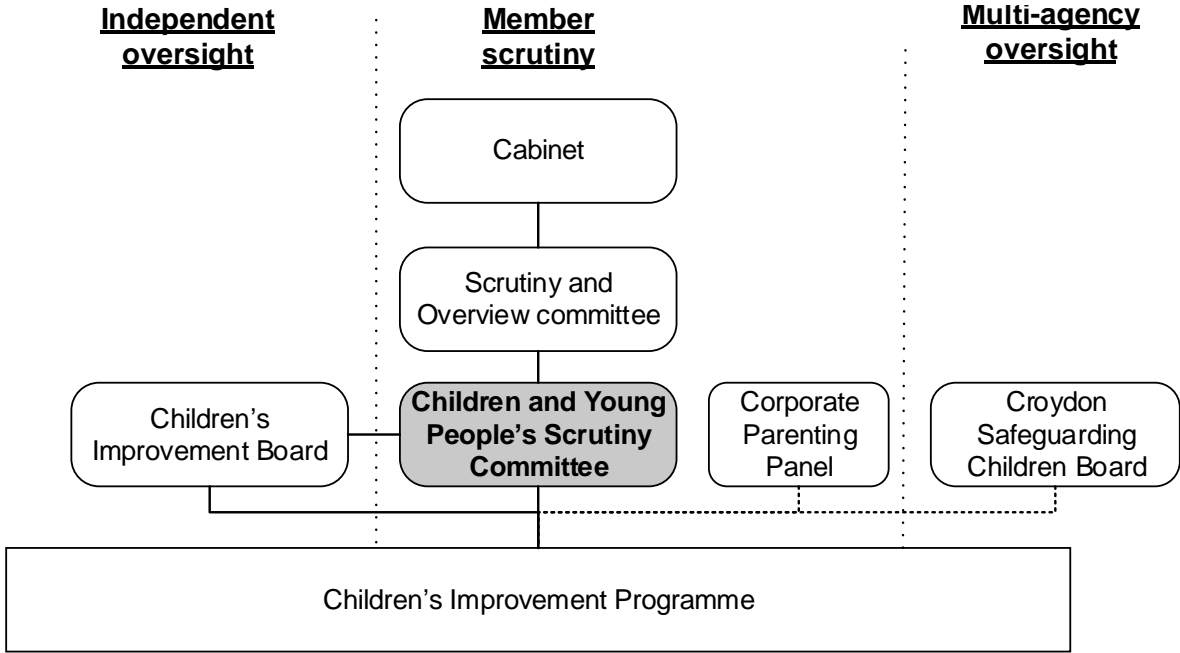 Independent
oversight
Member
scrutiny
Multi-agency
oversight
Cabinet
Scrutiny and
Overview committee
Children's
Improvement Board
Children and Young
People's Scrutiny
Committee
Corporate
Parenting
Panel
Croydon
Safeguarding
Children Board
Children's Improvement Programme